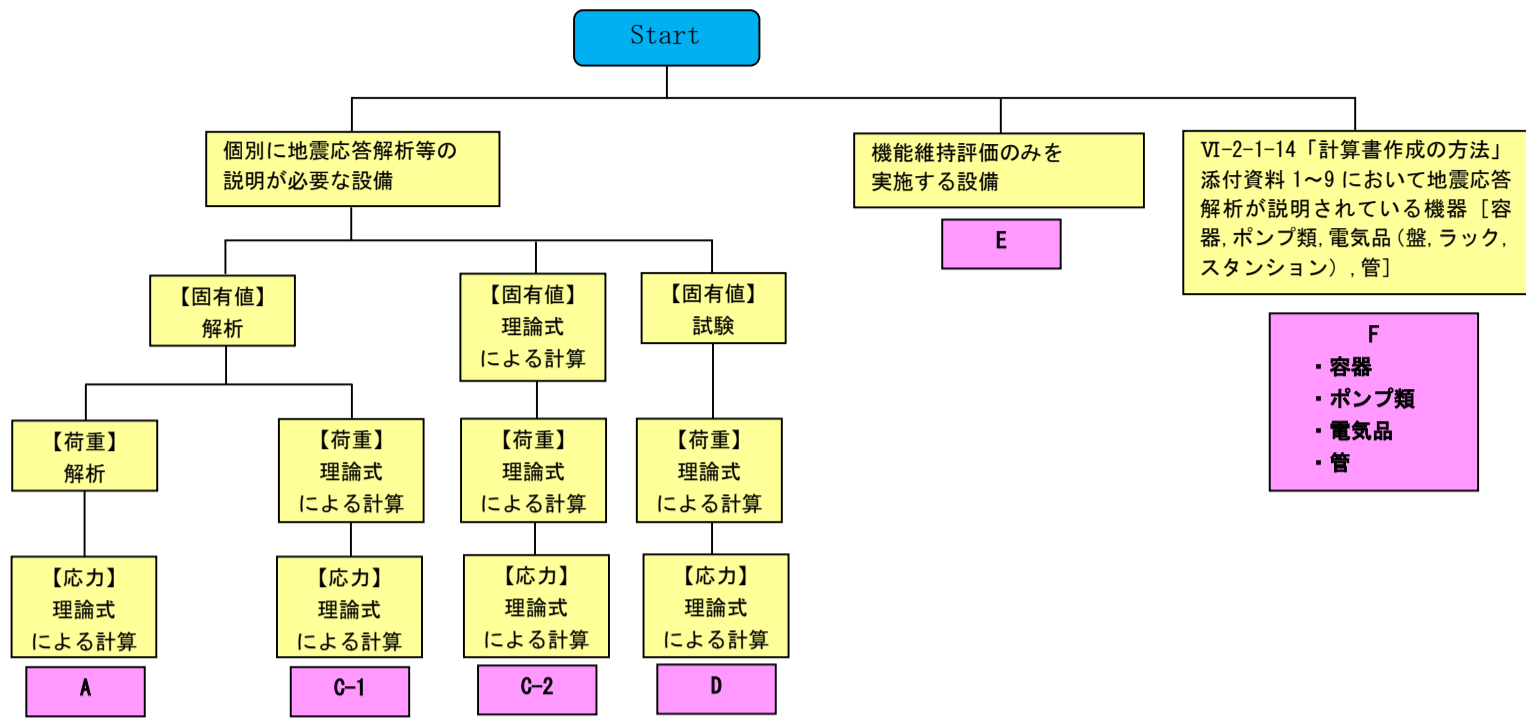 Start
個別に地震応答解析等の
説明が必要な設備
機能維持評価のみを
実施する設備
E
Ⅵ-2-1-14「計算書作成の方法」
添付資料1～9において地震応答
解析が説明されている機器［容
器,ポンプ類,電気品(盤,ラック,
スタンション),管］
F
・容器
・ポンプ類
・電気品
・管
【固有値】
解析
【固有値】
理論式
による計算
【固有値】
試験
【荷重】
解析
【荷重】
理論式
による計算
【荷重】
理論式
による計算
【荷重】
理論式
による計算
【応力】
理論式
による計算
【応力】
理論式
による計算
【応力】
理論式
による計算
【応力】
理論式
による計算
A
C-1
C-2
D